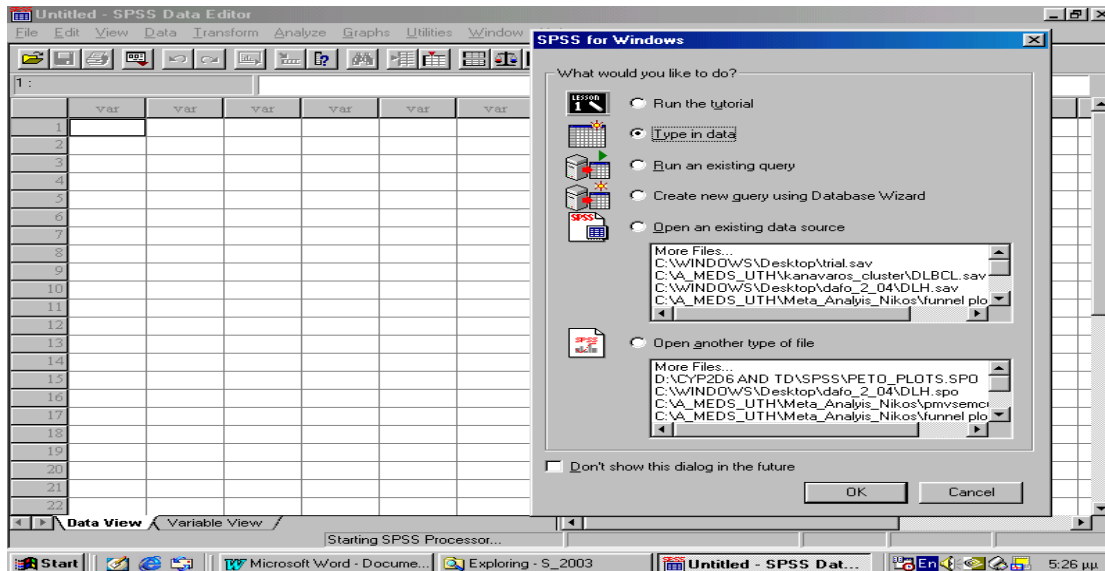 Untitled - SPSS Data Editor
File Edit View Data Transform Analyze Graphs Utilities Window
1 :
var var var var var var
1
2
3
4
5
6
7
8
9
10
11
12
13
14
15
16
17
18
19
20
21
22
Data View Variable View
Starting SPSS Processor...
SPSS for Windows
What would you like to do?
LESSON 1
Run the tutorial
Type in data
Run an existing query
Create new query using Database Wizard
SPSS
Open an existing data source
More Files...
C:\WINDOWS\Desktop\trial.sav
C:\A_MEDS_UTH\kanavaros_cluster\DLBCL.sav
C:\WINDOWS\Desktop\dafo_2_04\DLH.sav
C:\A_MEDS_UTH\Meta_Analyis_Nikos\funnel plo
SPSS
Open another type of file
More Files...
D:\CYP2D6 AND TD\SPSS\PETO_PLOTS.SPO
C:\WINDOWS\Desktop\dafo_2_04\DLH.spo
C:\A_MEDS_UTH\Meta_Analyis_Nikos\pmvsemc
C:\A_MEDS_UTH\Meta_Analyis_Nikos\funnel plo
Don't show this dialog in the future
OK Cancel
Start Microsoft Word - Docume... Exploring - S_2003 Untitled - SPSS Dat... En 5:26 μμ